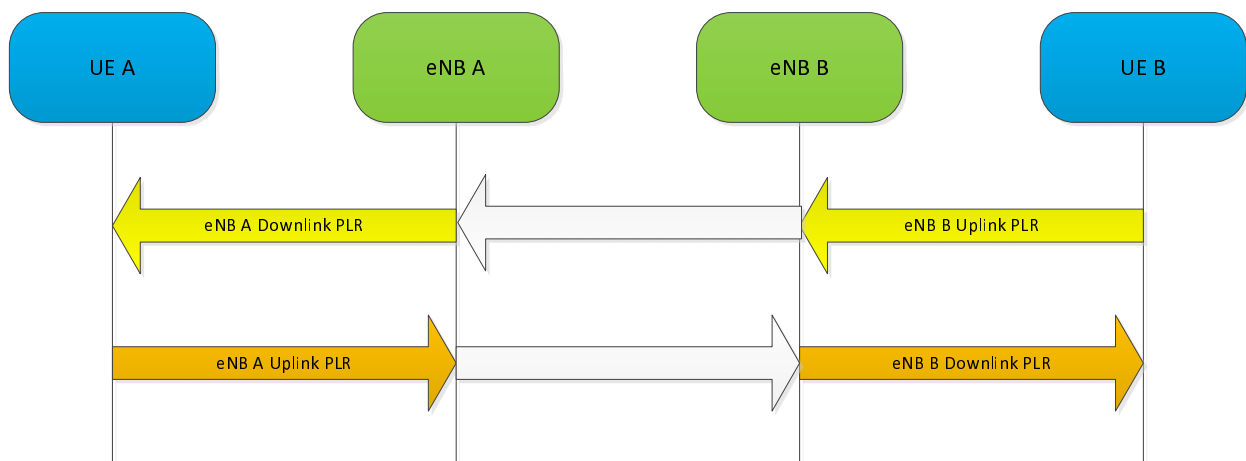 UE A
eNB A
eNB B
UE B
eNB A Downlink PLR
eNB B Uplink PLR
eNB A Uplink PLR
eNB B Downlink PLR